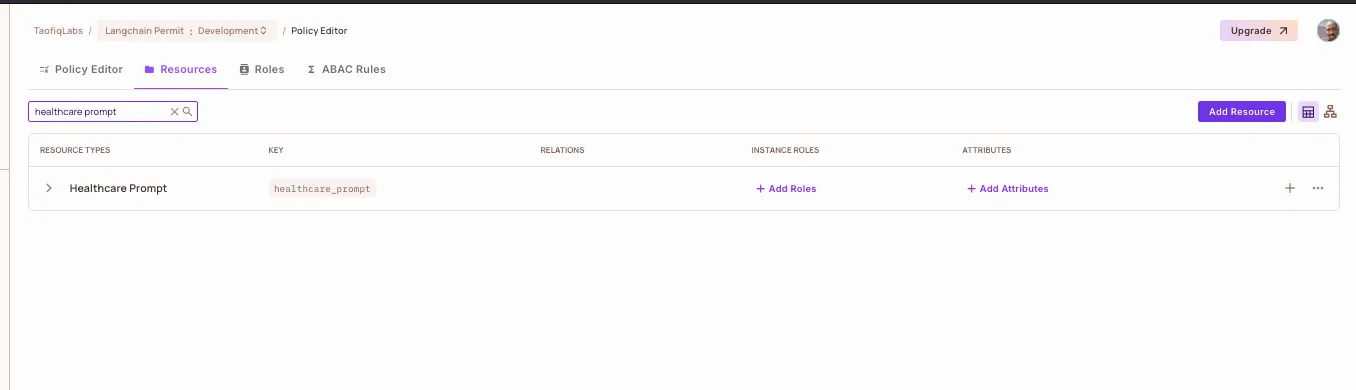 TaofiqLabs / Langchain Permit : Development / Policy Editor Upgrade
Policy Editor Resources Roles ABAC Rules
healthcare prompt Add Resource
RESOURCE TYPES KEY RELATIONS INSTANCE ROLES ATTRIBUTES
Healthcare Prompt healthcare_prompt + Add Roles + Add Attributes